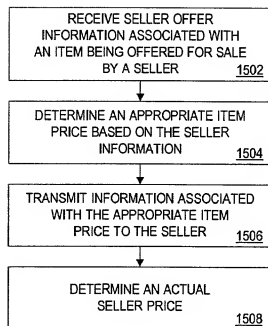 RECEIVE SELLER OFFER
INFORMATION ASSOCIATED WITH
AN ITEM BEING OFFERED FOR SALE
BY A SELLER
1502
DETERMINE AN APPROPRIATE ITEM
PRICE BASED ON THE SELLER
INFORMATION
1504
TRANSMIT INFORMATION ASSOCIATED
WITH THE APPROPRIATE ITEM
PRICE TO THE SELLER
1506
DETERMINE AN ACTUAL
SELLER PRICE
1508